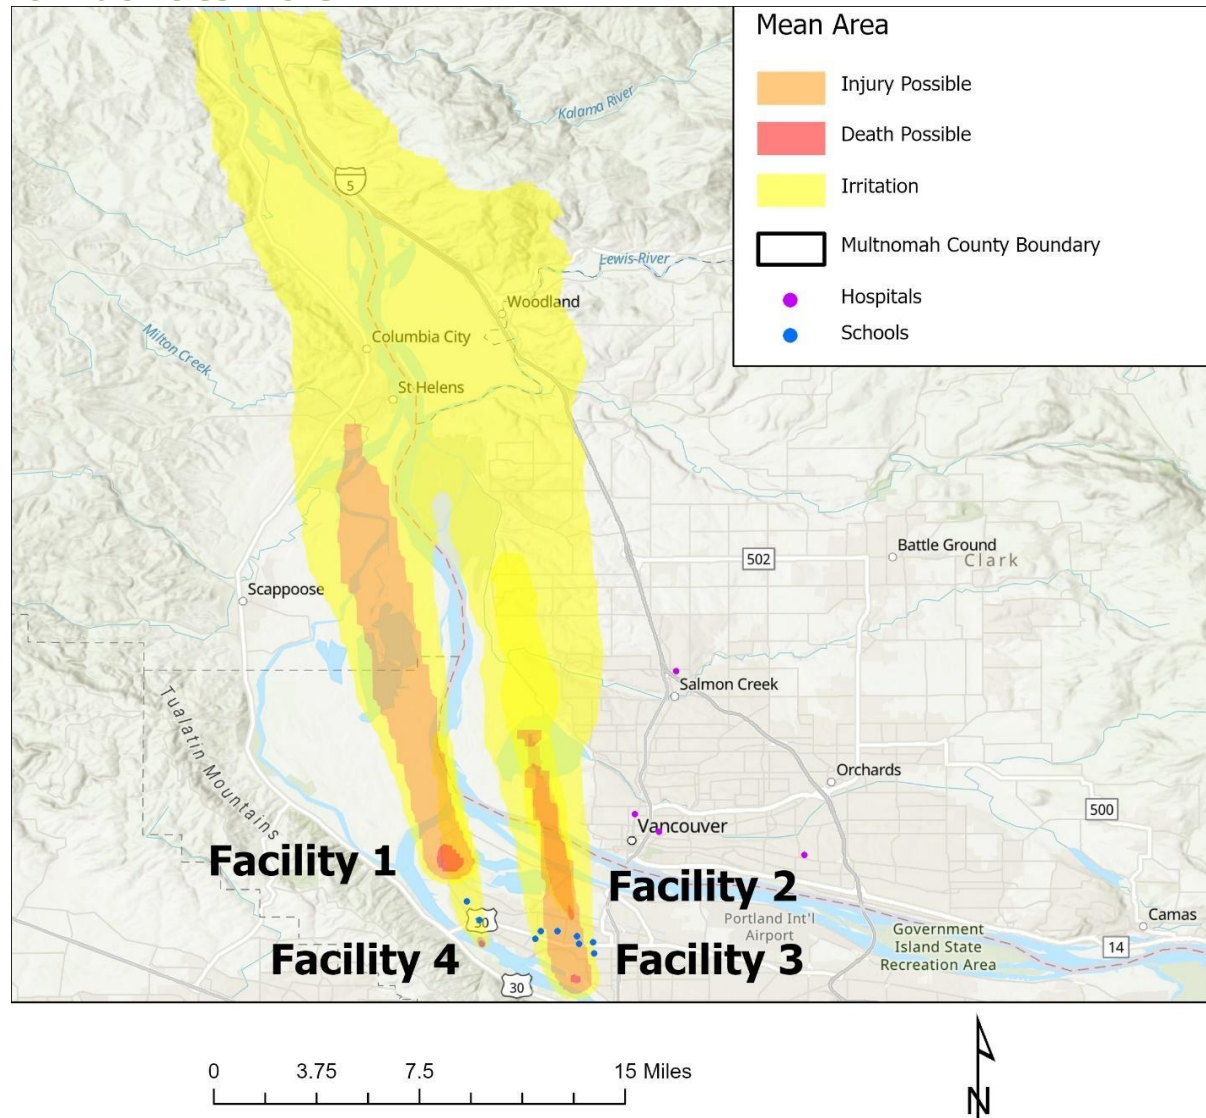 Mean Area
Injury Possible
Death Possible
Irritation
Multnomah County Boundary
Hospitals
Schools
Kalama River
5
Lewis River
Woodland
Columbia City
Milton Creek
St Helens
502
Battle Ground
Clark
Scappoose
Salmon Creek
Tualatin Mountains
Orchards
500
Vancouver
Facility 1
Facility 2
Portland Int'l
Airport
Camas
30
Government
Island State
Recreation Area
14
Facility 4
Facility 3
30
0 3.75 7.5 15 Miles
N